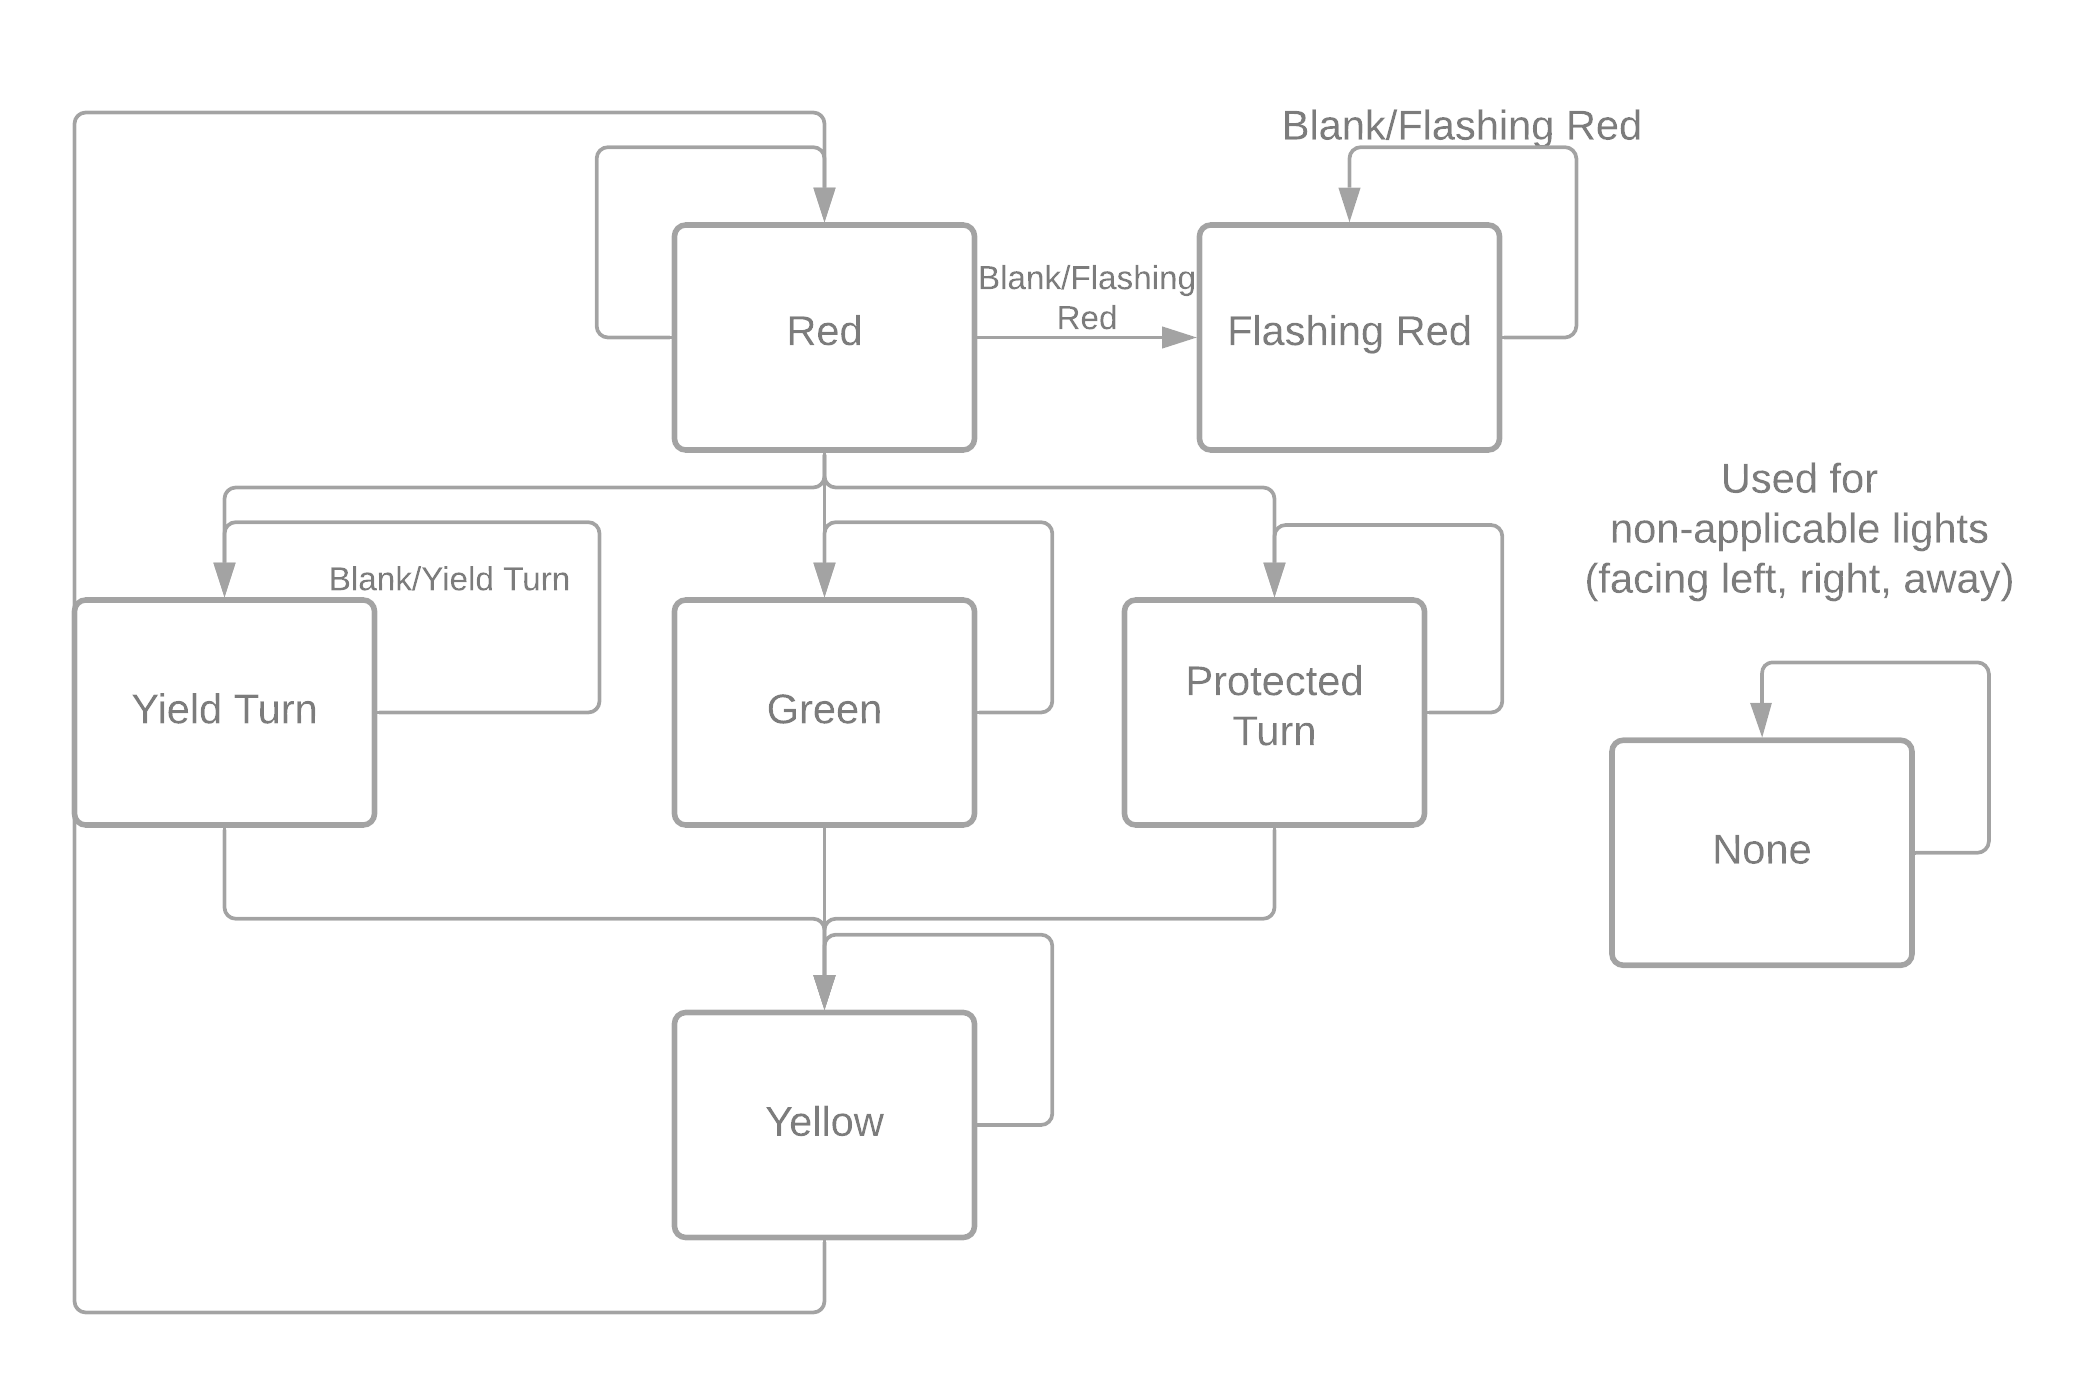 Blank/Flashing Red
Blank/Flashing
Red
Red
Flashing Red
Used for
non-applicable lights
(facing left, right, away)
Blank/Yield Turn
Yield Turn
Green
Protected
Turn
None
Yellow